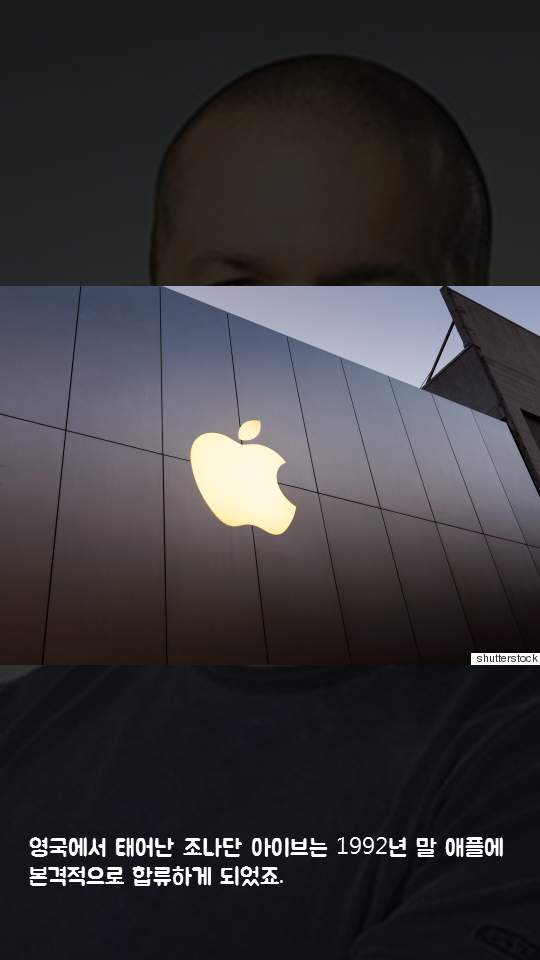 shutterstock
영국에서 태어난 조나단 아이브는 1992년 말 애플에
본격적으로 합류하게 되었죠.